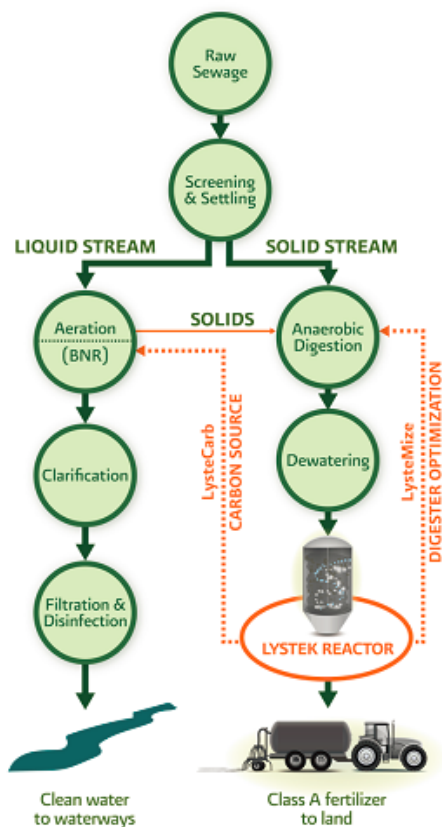 Raw
Sewage
Screening
& Settling
LIQUID STREAM
SOLID STREAM
Aeration
(BNR)
SOLIDS
Anaerobic
Digestion
LysteCarb
CARBON SOURCE
LysteMize
DIGESTER OPTIMIZATION
Clarification
Dewatering
Filtration &
Disinfection
LYSTEK REACTOR
Clean water
to waterways
Class A fertilizer
to land